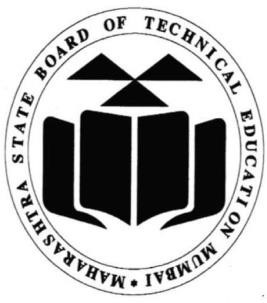 MAHARASHTRA STATE BOARD OF TECHNICAL EDUCATION MUMBAI *